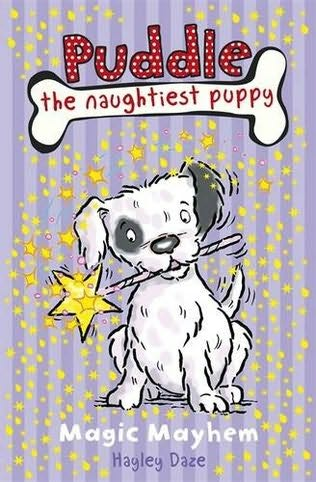 Puddle
the naughtiest puppy
Magic Mayhem
Hayley Daze